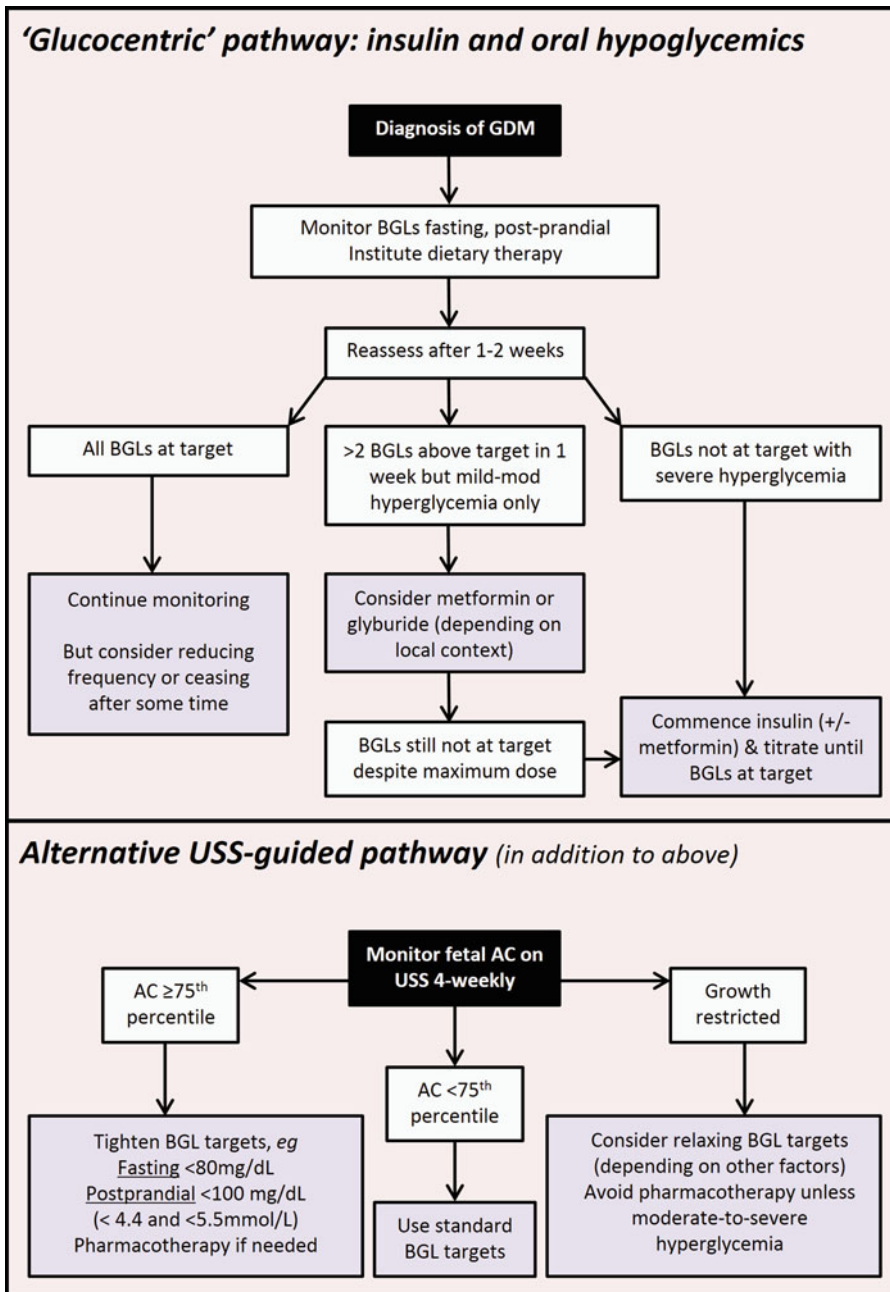 ‘Glucocentric’ pathway: insulin and oral hypoglycemics
Diagnosis of GDM
Monitor BGLs fasting, post-prandial
Institute dietary therapy
Reassess after 1-2 weeks
All BGLs at target
>2 BGLs above target in 1
week but mild-mod
hyperglycemia only
BGLs not at target with
severe hyperglycemia
Continue monitoring
But consider reducing
frequency or ceasing
after some time
Consider metformin or
glyburide (depending on
local context)
BGLs still not at target
despite maximum dose
Commence insulin (+/-
metformin) & titrate until
BGLs at target
Alternative USS-guided pathway (in addition to above)
Monitor fetal AC on
USS 4-weekly
AC ≥75th
percentile
AC <75th
percentile
Growth
restricted
Tighten BGL targets, eg
Fasting <80mg/dL
Postprandial <100 mg/dL
(< 4.4 and <5.5mmol/L)
Pharmacotherapy if needed
Use standard
BGL targets
Consider relaxing BGL targets
(depending on other factors)
Avoid pharmacotherapy unless
moderate-to-severe
hyperglycemia